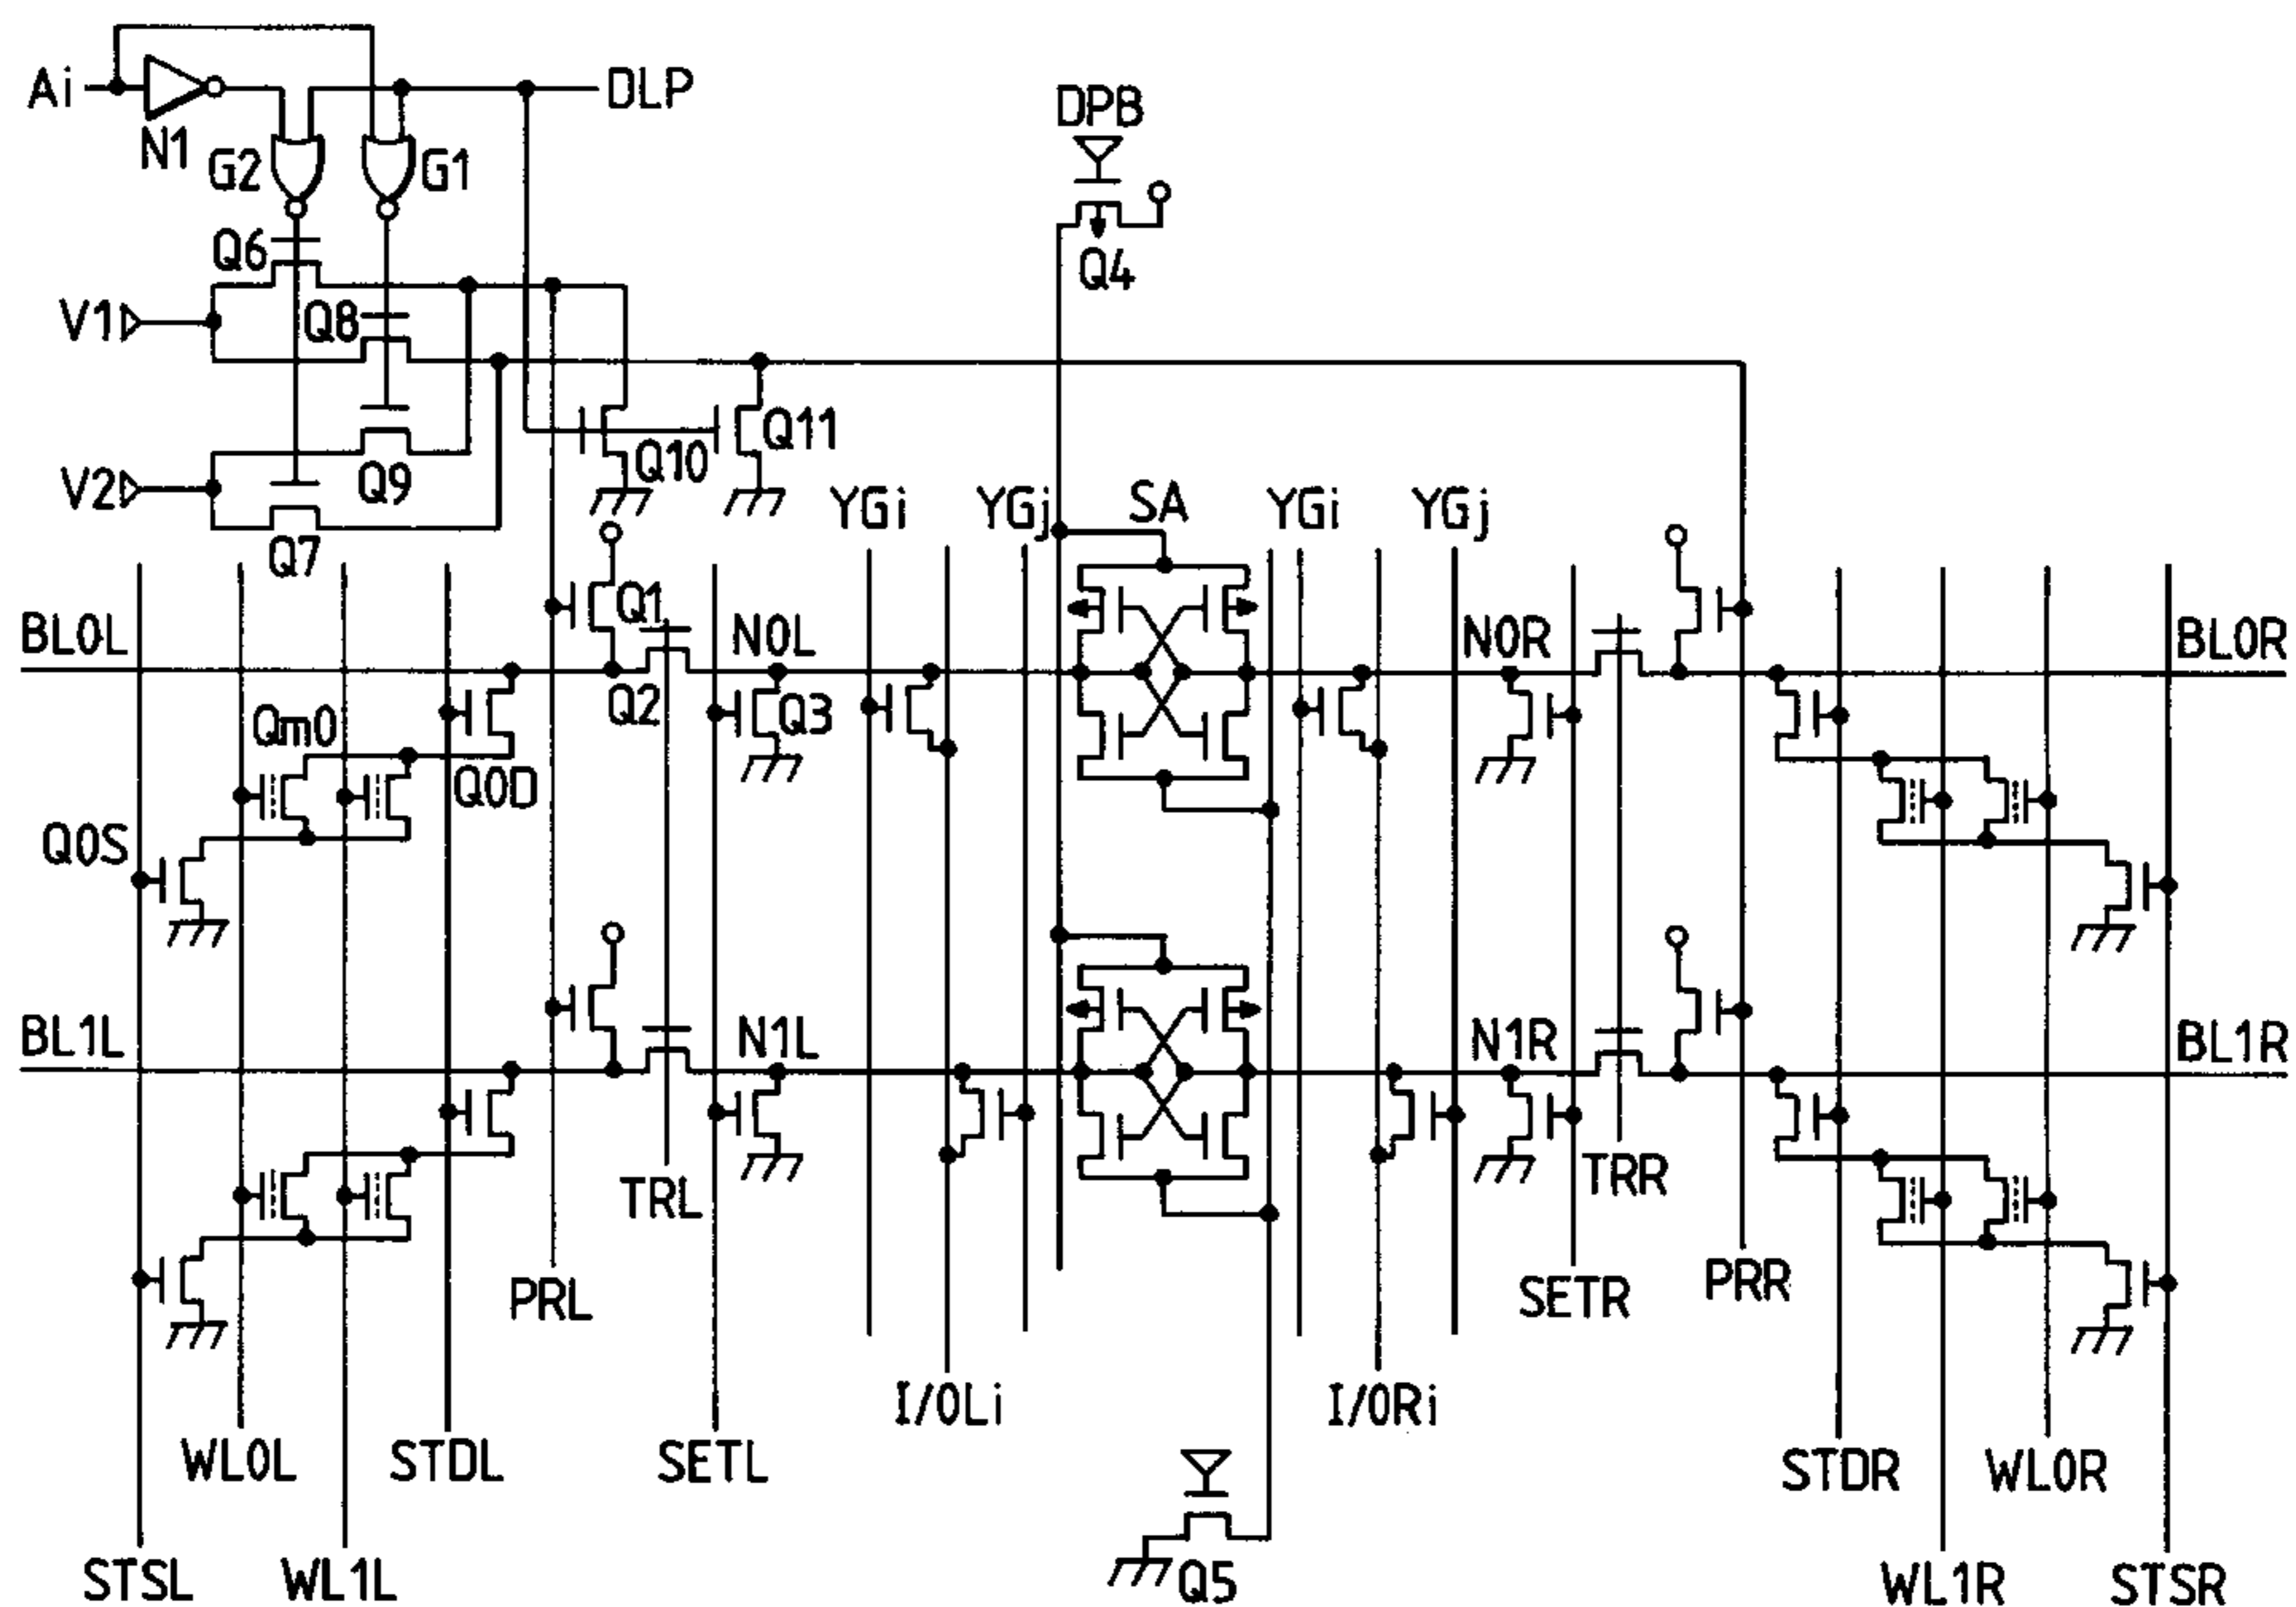 Ai
DLP
DPB
N1
G2
G1
Q6
Q4
V1
Q8
Q11
Q10
V2
Q9
YGi
YGj
SA
YGi
YGj
Q7
Q1
BL0L
N0L
N0R
BL0R
Qm0
Q2
Q3
Q0D
Q0S
BL1L
N1L
N1R
BL1R
TRL
TRR
PRL
SETR
PRR
I/OLi
I/ORi
WL0L
STDL
SETL
STDR
WL0R
STSL
WL1L
Q5
WL1R
STSR